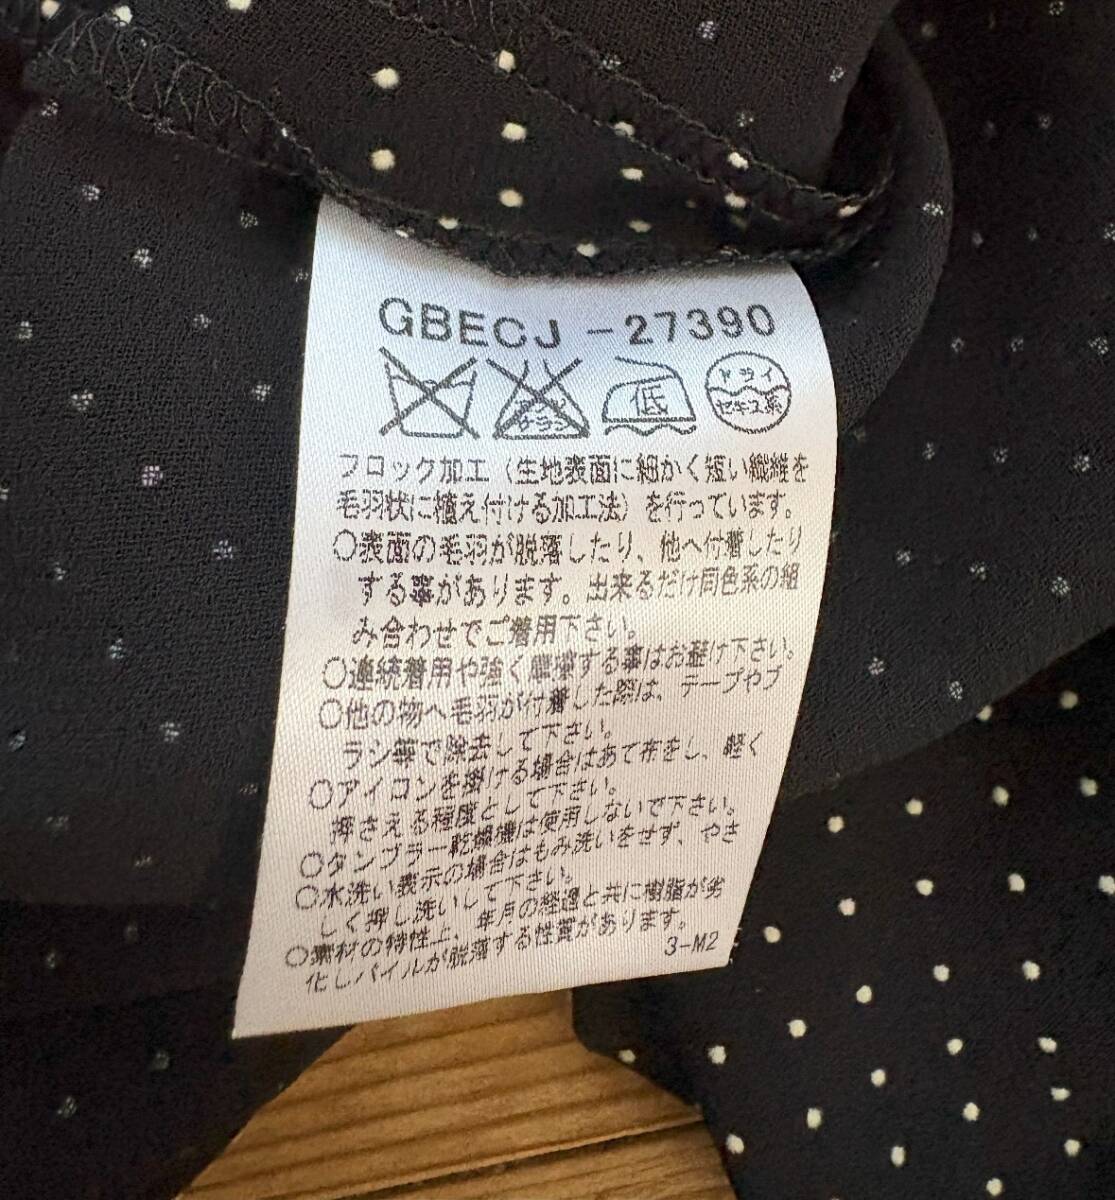 GBECJ -27390
エンソ
サラシ
低
ドライ
セキユ系
フロック加工（生地表面に細かく短い繊維を
毛羽状に植え付ける加工法）を行っています。
○表面の毛羽が脱落したり、他へ付着したり
する事があります。出来るだけ同色系の組
み合わせでご着用下さい。
○連続着用や強く摩擦する事はお避け下さい。
○他の物へ毛羽が付着した際は、テープやブ
ラシ等で除去して下さい。
○アイロンを掛ける場合はあて布をし、軽く
押さえる程度として下さい。
○タンブラー乾燥機は使用しないで下さい。
○水洗い表示の場合はもみ洗いをせず、やさ
しく押し洗いして下さい。
○素材の特性上、年月の経過と共に樹脂が劣
化しパイルが脱落する性質があります。
3-M2